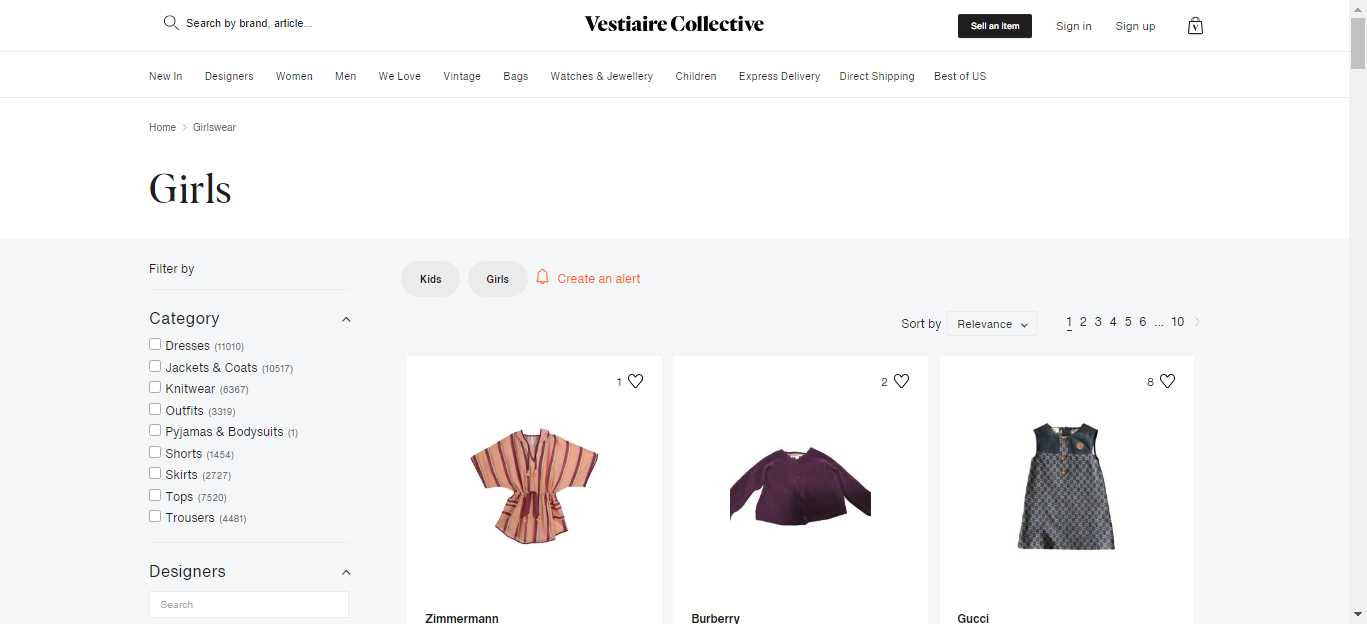 Search by brand, article...
Vestiaire Collective
Sell an item
Sign in
Sign up
V
New In
Designers
Women
Men
We Love
Vintage
Bags
Watches & Jewellery
Children
Express Delivery
Direct Shipping
Best of US
Home
Girlswear
Girls
Filter by
Kids
Girls
Create an alert
Category
Sort by
Relevance
1 2 3 4 5 6 ... 10
Dresses (11010)
Jackets & Coats (10517)
Knitwear (6367)
Outfits (3319)
Pyjamas & Bodysuits (1)
Shorts (1454)
Skirts (2727)
Tops (7520)
Trousers (4481)
Designers
Search
1
2
8
Zimmermann
Burberry
Gucci